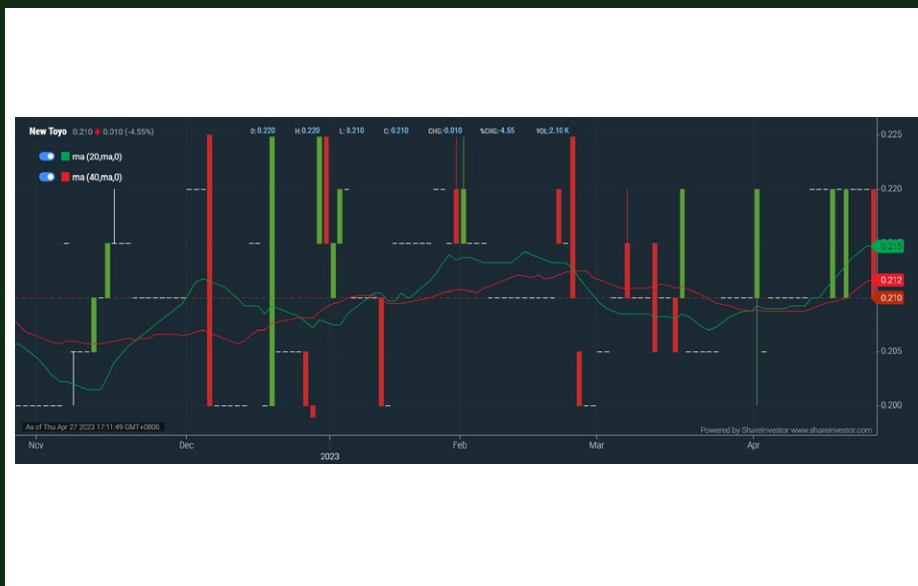 New Toyo 0.210 0.010 (-4.55%) O: 0.220 H: 0.220 L: 0.210 C: 0.210 CHG:-0.010 %CHG:-4.55 VOL:2.10 K
ma (20,ma,0)
ma (40,ma,0)
0.225
0.220
0.215
0.212
0.210
0.205
0.200
As of Thu Apr 27 2023 17:11:49 GMT+0800.
Powered by ShareInvestor www.shareinvestor.com
Nov Dec Feb Mar Apr
2023